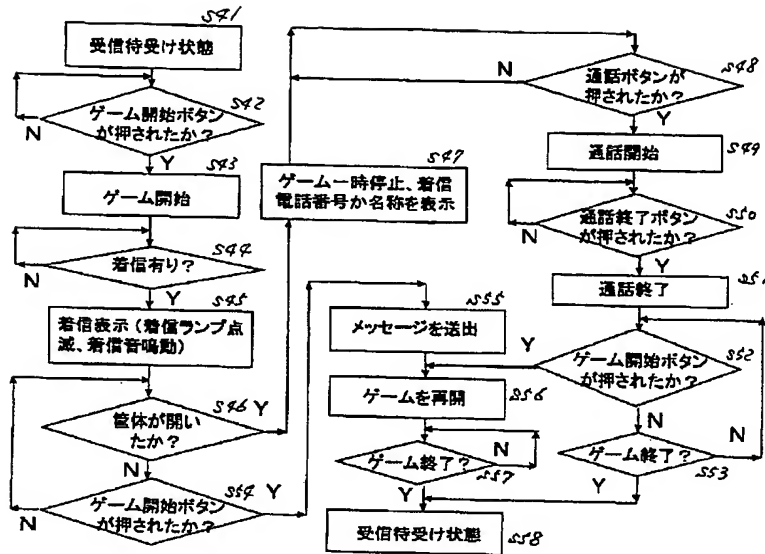 S41
受信待受け状態
S42
ゲーム開始ボタン
が押されたか?
N
Y
S43
ゲーム開始
S44
着信有り?
N
Y
S45
着信表示(着信ランプ点
滅、着信音鳴動)
S46
筐体が開い
たか?
Y
N
S54
ゲーム開始ボタン
が押されたか?
Y
N
S47
ゲーム一時停止、着信
電話番号か名称を表示
S48
通話ボタンが
押されたか?
N
Y
S49
通話開始
S50
通話終了ボタン
が押されたか?
N
Y
通話終了
S52
ゲーム開始ボタン
が押されたか?
Y
N
ゲーム終了?
S53
N
Y
S55
メッセージを送出
S56
ゲームを再開
ゲーム終了?
S57
N
Y
受信待受け状態
S58